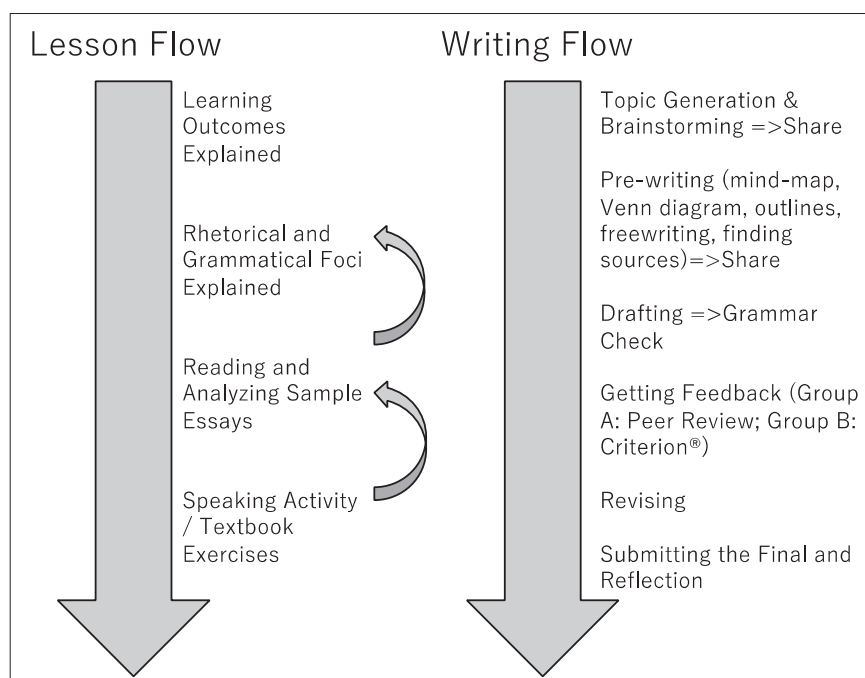 Lesson Flow
Learning
Outcomes
Explained
Rhetorical and
Grammatical Foci
Explained
Reading and
Analyzing Sample
Essays
Speaking Activity
/ Textbook
Exercises
Writing Flow
Topic Generation &
Brainstorming =>Share
Pre-writing (mind-map,
Venn diagram, outlines,
freewriting, finding
sources)=>Share
Drafting =>Grammar
Check
Getting Feedback (Group
A: Peer Review; Group B:
Criterion®)
Revising
Submitting the Final and
Reflection